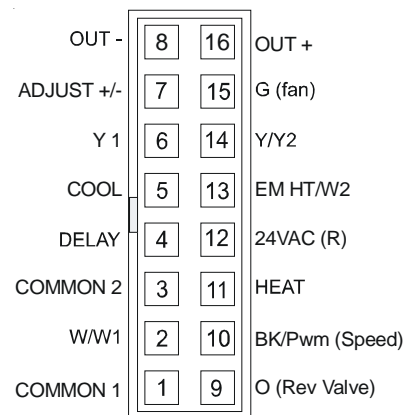 OUT - 8 16 OUT +
ADJUST +/- 7 15 G (fan)
Y 1 6 14 Y/Y2
COOL 5 13 EM HT/W2
DELAY 4 12 24VAC (R)
COMMON 2 3 11 HEAT
W/W1 2 10 BK/Pwm (Speed)
COMMON 1 1 9 O (Rev Valve)